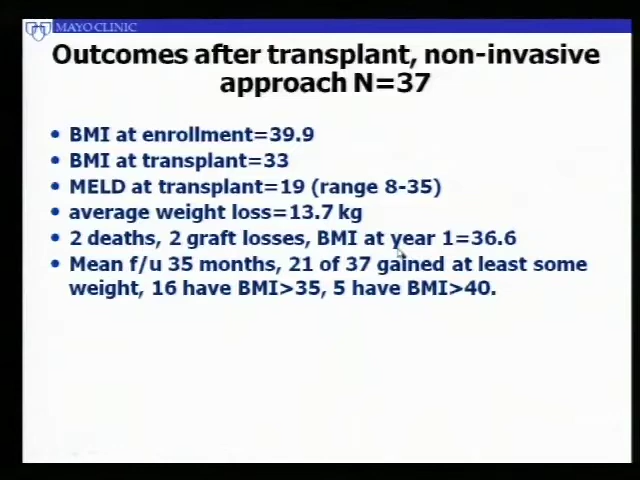 MAYO CLINIC
Outcomes after transplant, non-invasive
approach N=37
• BMI at enrollment=39.9
• BMI at transplant=33
• MELD at transplant=19 (range 8-35)
• average weight loss=13.7 kg
• 2 deaths, 2 graft losses, BMI at year 1=36.6
• Mean f/u 35 months, 21 of 37 gained at least some
weight, 16 have BMI>35, 5 have BMI>40.